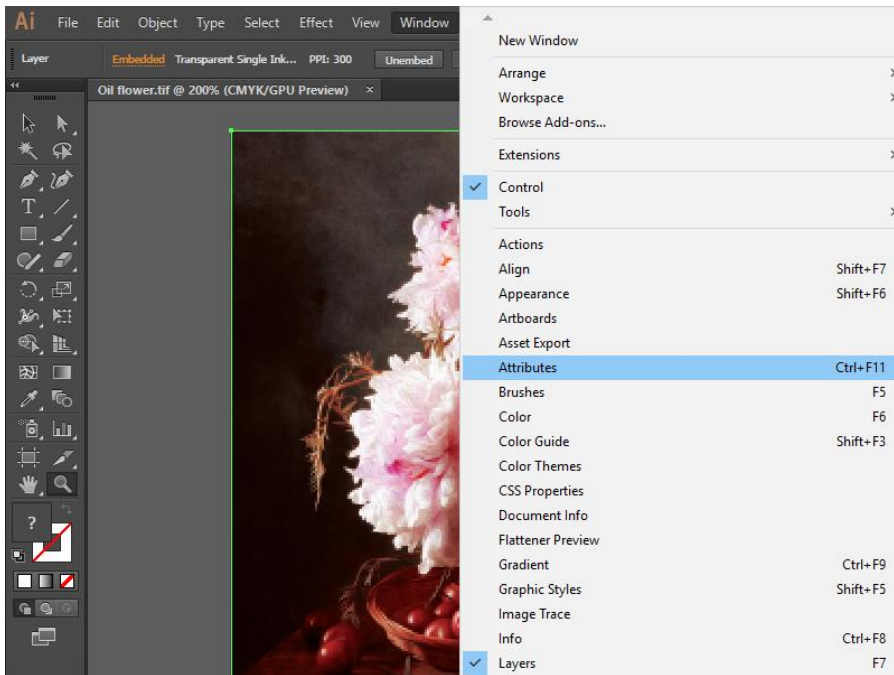 Ai File Edit Object Type Select Effect View Window
Layer Embedded Transparent Single Ink... PPI: 300 Unembed
Oil flower.tif @ 200% (CMYK/GPU Preview) ×
?
New Window
Arrange
Workspace
Browse Add-ons...
Extensions
Control
Tools
Actions
Align Shift+F7
Appearance Shift+F6
Artboards
Asset Export
Attributes Ctrl+F11
Brushes F5
Color F6
Color Guide Shift+F3
Color Themes
CSS Properties
Document Info
Flattener Preview
Gradient Ctrl+F9
Graphic Styles Shift+F5
Image Trace
Info Ctrl+F8
Layers F7